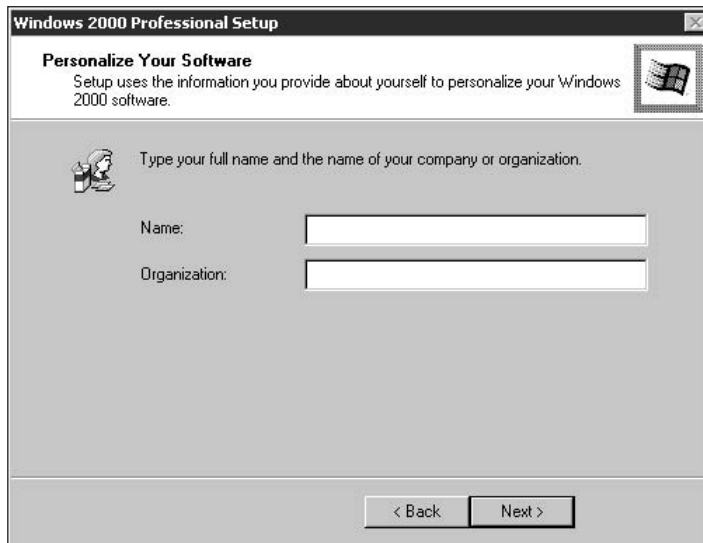 Windows 2000 Professional Setup
Personalize Your Software
Setup uses the information you provide about yourself to personalize your Windows
2000 software.
Type your full name and the name of your company or organization.
Name:
Organization:
< Back
Next >